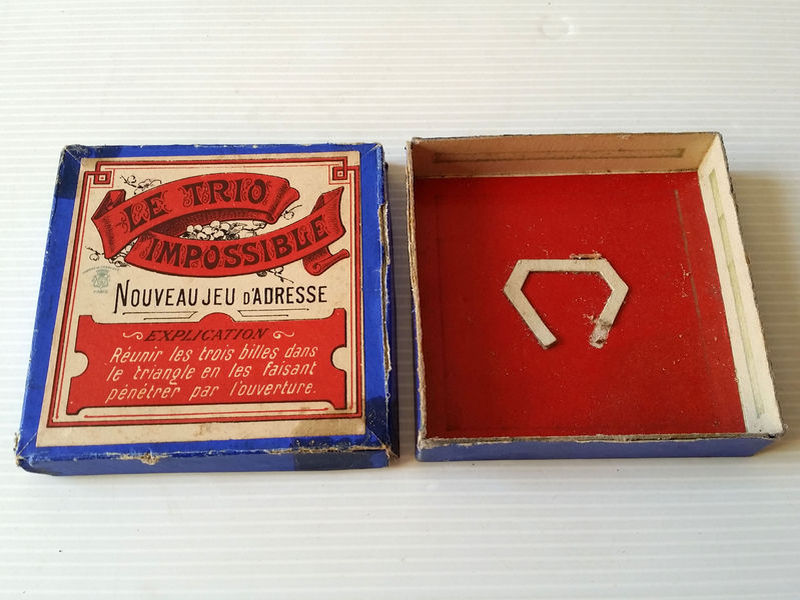 LE TRIO
IMPOSSIBLE
PARIS
NOUVEAU JEU D'ADRESSE
EXPLICATION
Réunir les trois billes dans
le triangle en les faisant
pénétrer par l'ouverture.